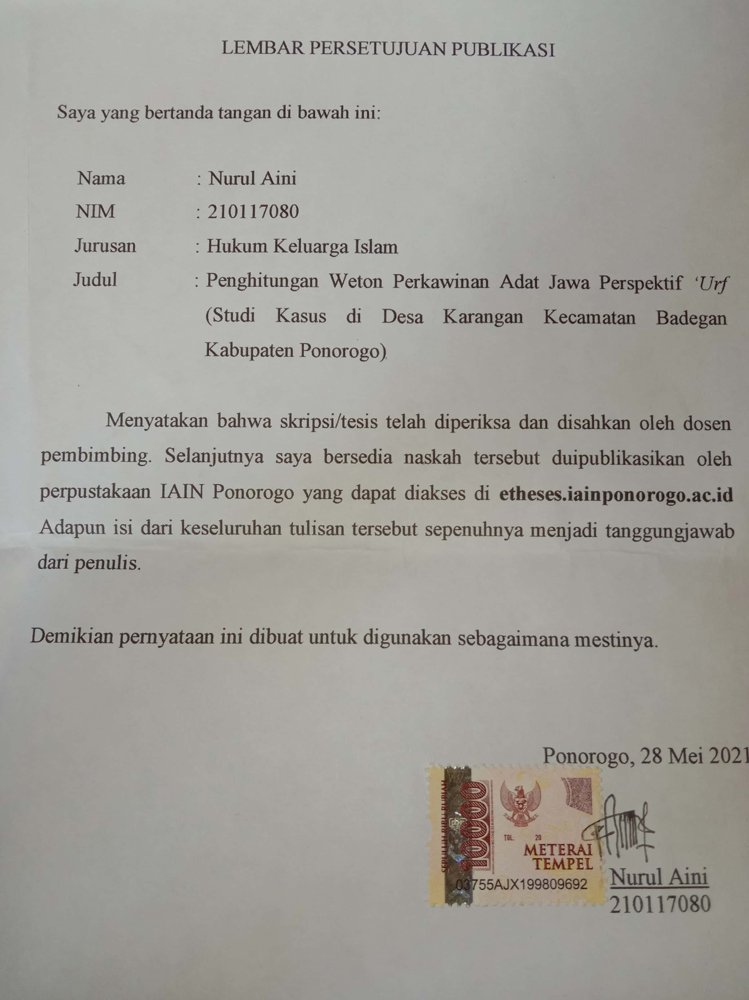 LEMBAR PERSETUJUAN PUBLIKASI
Saya yang bertanda tangan di bawah ini:
Nama : Nurul Aini
NIM : 210117080
Jurusan : Hukum Keluarga Islam
Judul : Penghitungan Weton Perkawinan Adat Jawa Perspektif ‘Urf
(Studi Kasus di Desa Karangan Kecamatan Badegan
Kabupaten Ponorogo)
Menyatakan bahwa skripsi/tesis telah diperiksa dan disahkan oleh dosen
pembimbing. Selanjutnya saya bersedia naskah tersebut duipublikasikan oleh
perpustakaan IAIN Ponorogo yang dapat diakses di etheses.iainponorogo.ac.id
Adapun isi dari keseluruhan tulisan tersebut sepenuhnya menjadi tanggungjawab
dari penulis.
Demikian pernyataan ini dibuat untuk digunakan sebagaimana mestinya.
Ponorogo, 28 Mei 2021
SEPULUH RIBU RUPIAH
10000
TGL. 20
METERAI
TEMPEL
03755AJX199809692
Nurul Aini
210117080